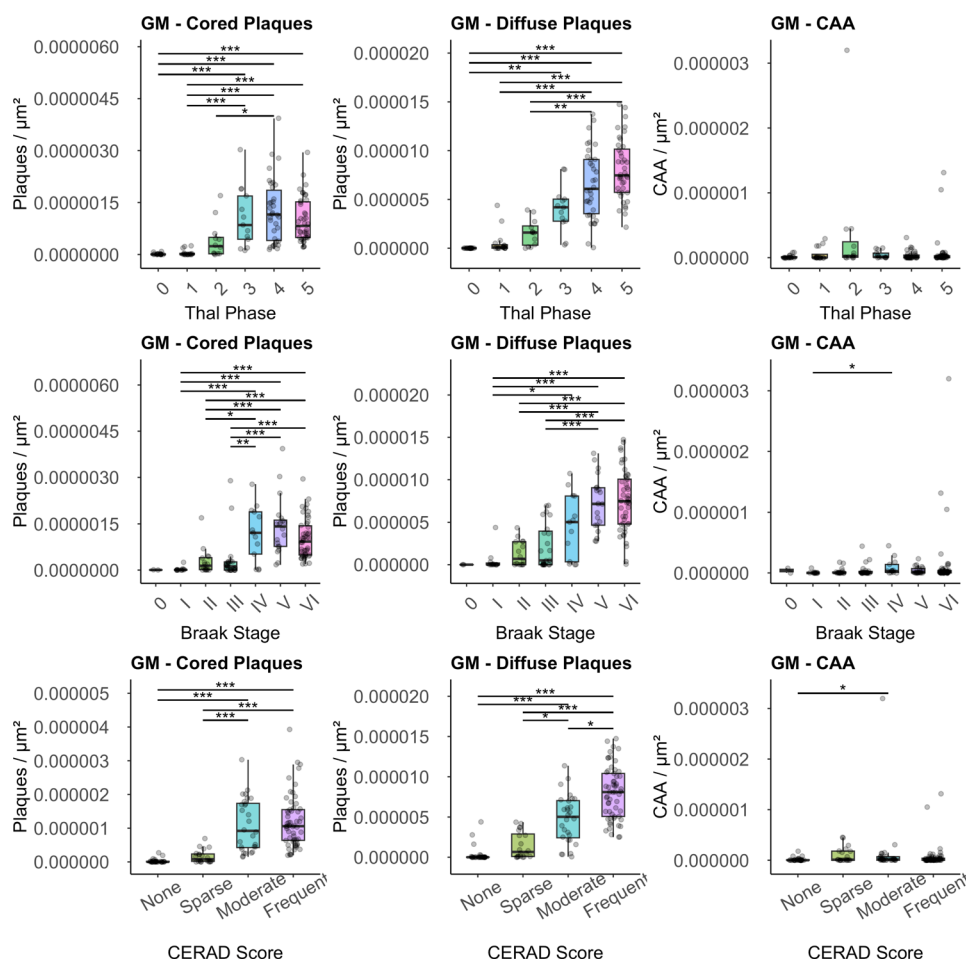 GM - Cored Plaques
Plaques / µm²
0.0000060
0.0000045
0.0000030
0.0000015
0.0000000
***
***
***
***
***
***
*
0
1
2
3
4
5
Thal Phase
GM - Diffuse Plaques
Plaques / µm²
0.000020
0.000015
0.000010
0.000005
0.000000
***
***
**
***
***
***
**
0
1
2
3
4
5
Thal Phase
GM - CAA
CAA / µm²
0.000003
0.000002
0.000001
0.000000
0
1
2
3
4
5
Thal Phase
GM - Cored Plaques
Plaques / µm²
0.0000060
0.0000045
0.0000030
0.0000015
0.0000000
***
***
***
***
***
*
***
***
**
0
I
II
III
IV
V
VI
Braak Stage
GM - Diffuse Plaques
Plaques / µm²
0.000020
0.000015
0.000010
0.000005
0.000000
***
***
*
***
***
***
***
0
I
II
III
IV
V
VI
Braak Stage
GM - CAA
CAA / µm²
0.000003
0.000002
0.000001
0.000000
*
0
I
II
III
IV
V
VI
Braak Stage
GM - Cored Plaques
Plaques / µm²
0.000005
0.000004
0.000003
0.000002
0.000001
0.000000
***
***
***
***
None
Sparse
Moderate
Frequent
CERAD Score
GM - Diffuse Plaques
Plaques / µm²
0.000020
0.000015
0.000010
0.000005
0.000000
***
***
***
*
*
None
Sparse
Moderate
Frequent
CERAD Score
GM - CAA
CAA / µm²
0.000003
0.000002
0.000001
0.000000
*
None
Sparse
Moderate
Frequent
CERAD Score